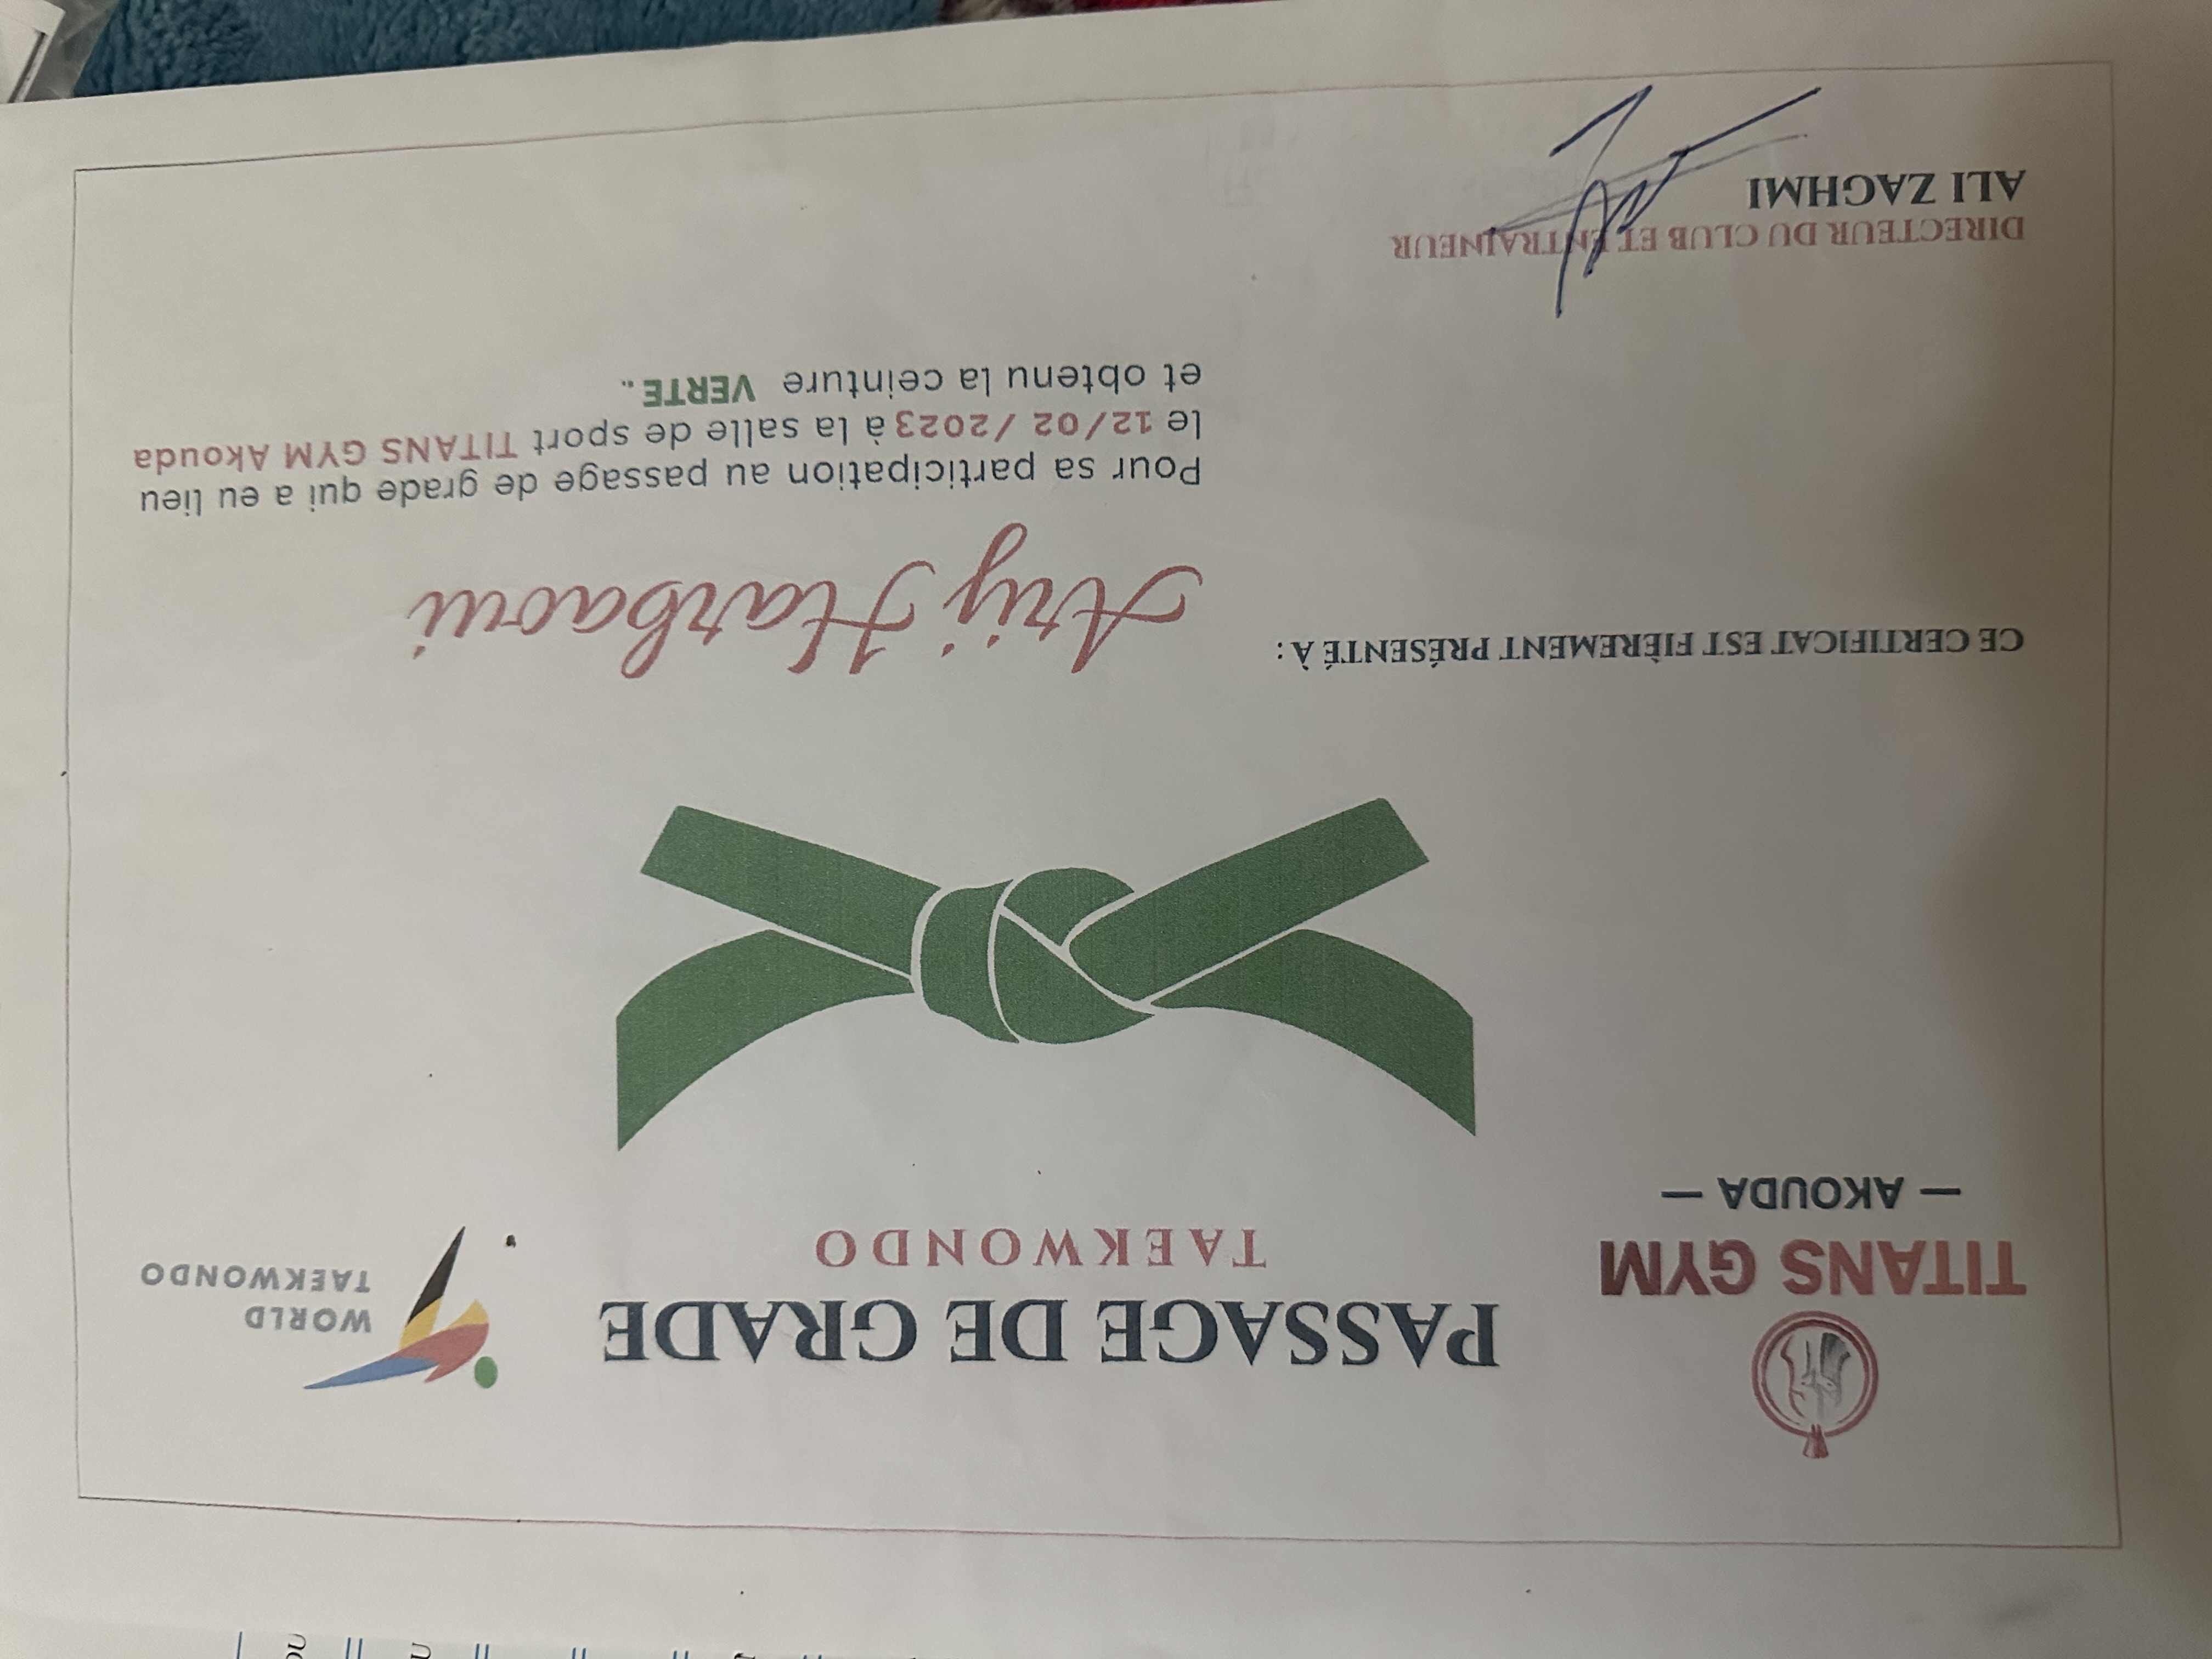 TITANS GYM
— AKOUDA —
PASSAGE DE GRADE
TAEKWONDO
WORLD
TAEKWONDO
CE CERTIFICAT EST FIÈREMENT PRÉSENTÉ À :
Arij Harbaoui
Pour sa participation au passage de grade qui a eu lieu
le 12/02 /2023 à la salle de sport TITANS GYM Akouda
et obtenu la ceinture VERTE..
DIRECTEUR DU CLUB ET ENTRAINEUR
ALI ZAGHMI